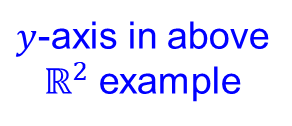 𝑦-axis in above
ℝ² example